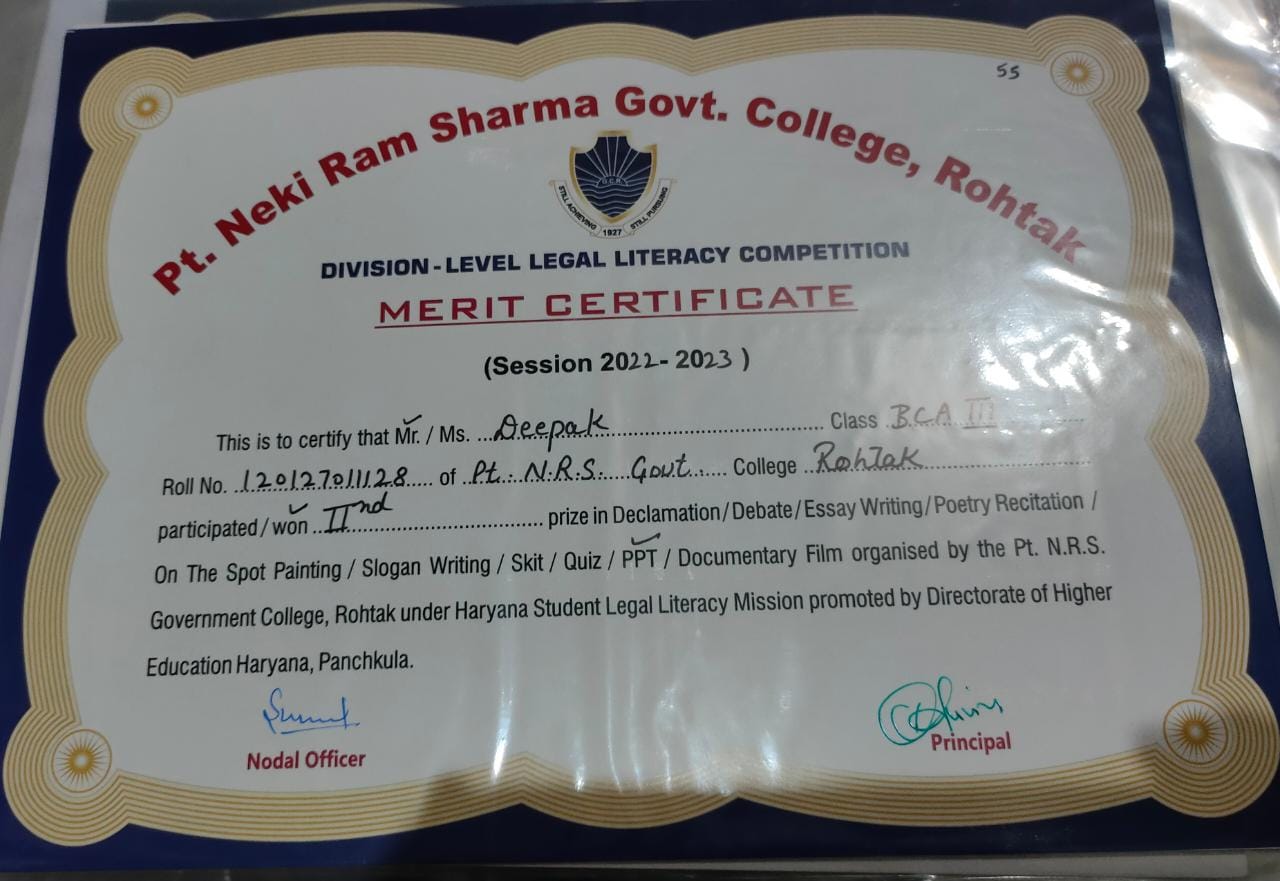 55
Pt. Neki Ram Sharma Govt. College, Rohtak
G.C.R.
STILL ACHIEVING 1927 STILL PURSUING
DIVISION-LEVEL LEGAL LITERACY COMPETITION
MERIT CERTIFICATE
(Session 2022-2023)
This is to certify that Mr. / Ms. ...Deepak.......................... Class .BCA III..........
Roll No. .120127011128..... of ..Pt...N.R.S....Govt...... College ..Rohtak..........................
participated/won ..IInd.............................. prize in Declamation/Debate/Essay Writing/Poetry Recitation /
On The Spot Painting / Slogan Writing / Skit / Quiz / PPT / Documentary Film organised by the Pt. N.R.S.
Government College, Rohtak under Haryana Student Legal Literacy Mission promoted by Directorate of Higher
Education Haryana, Panchkula.
Nodal Officer
Principal